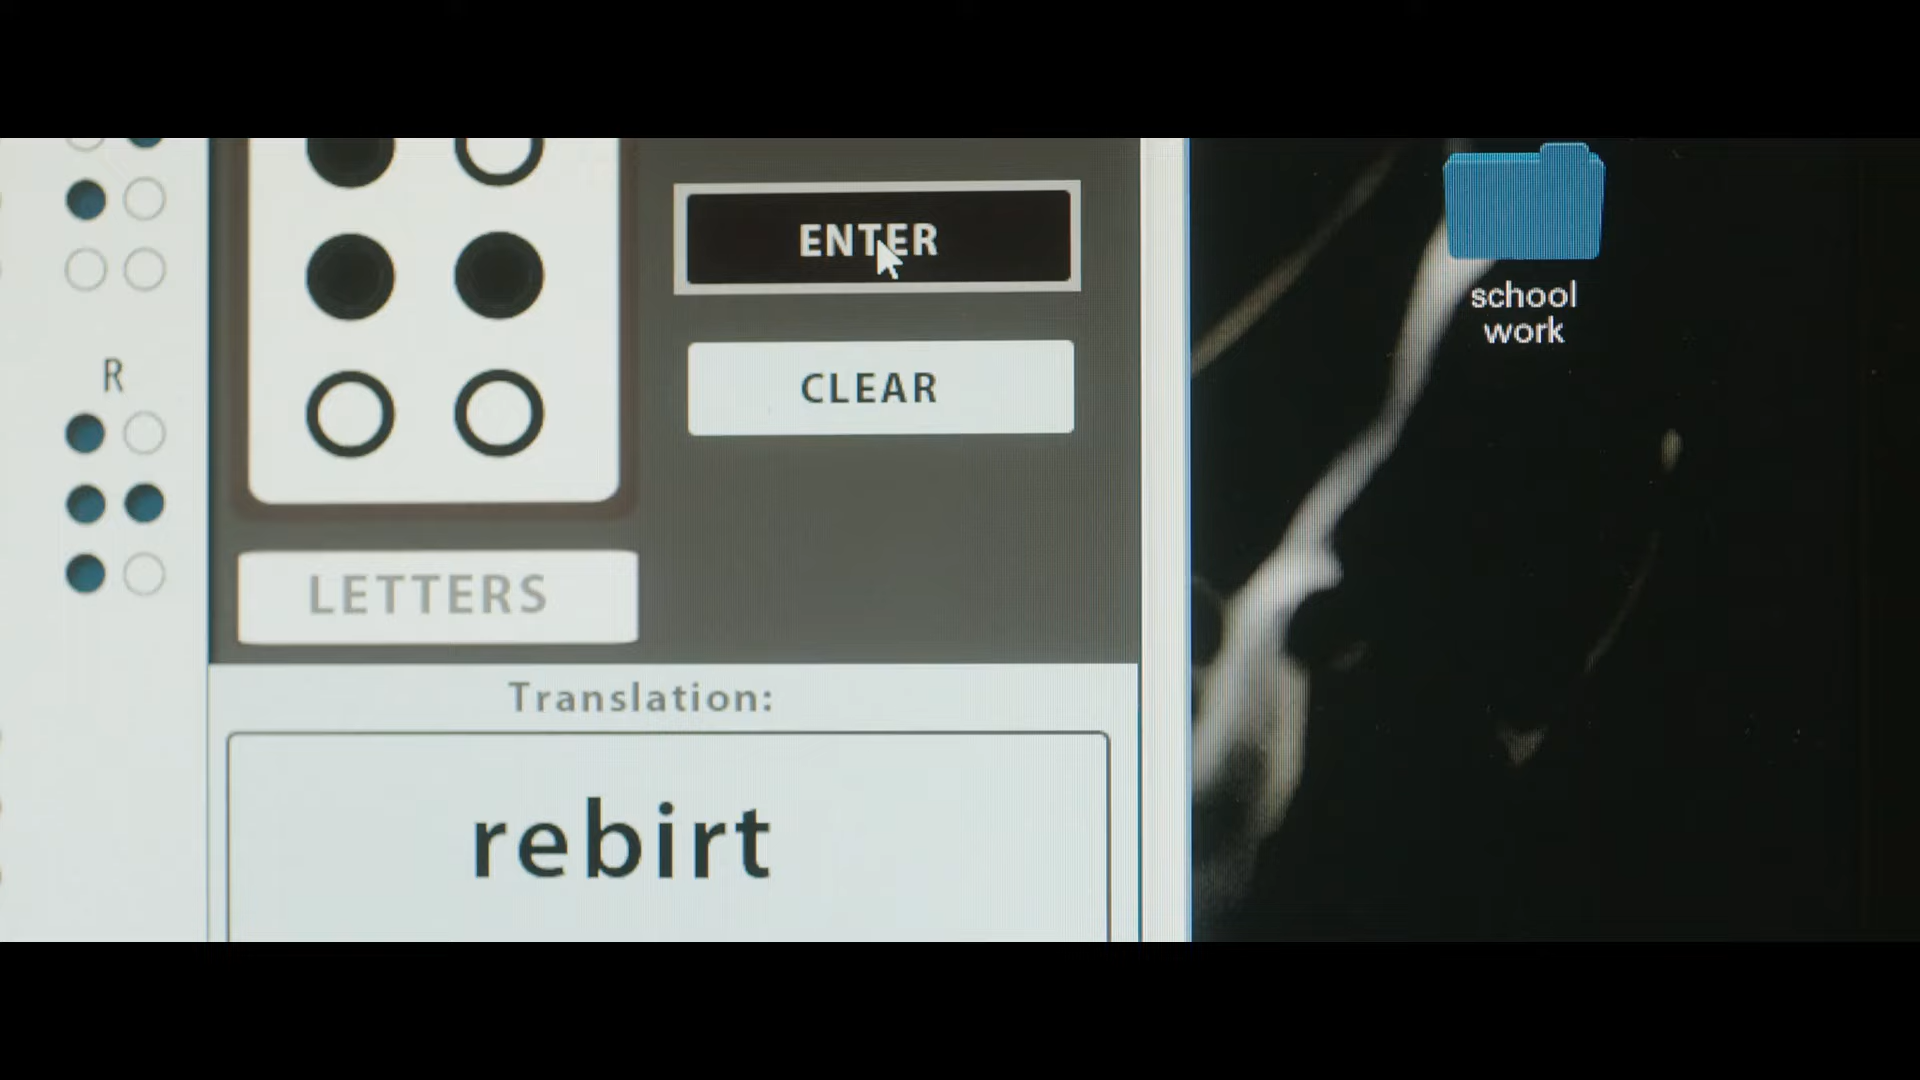 R
ENTER
CLEAR
LETTERS
Translation:
rebirt
school
work